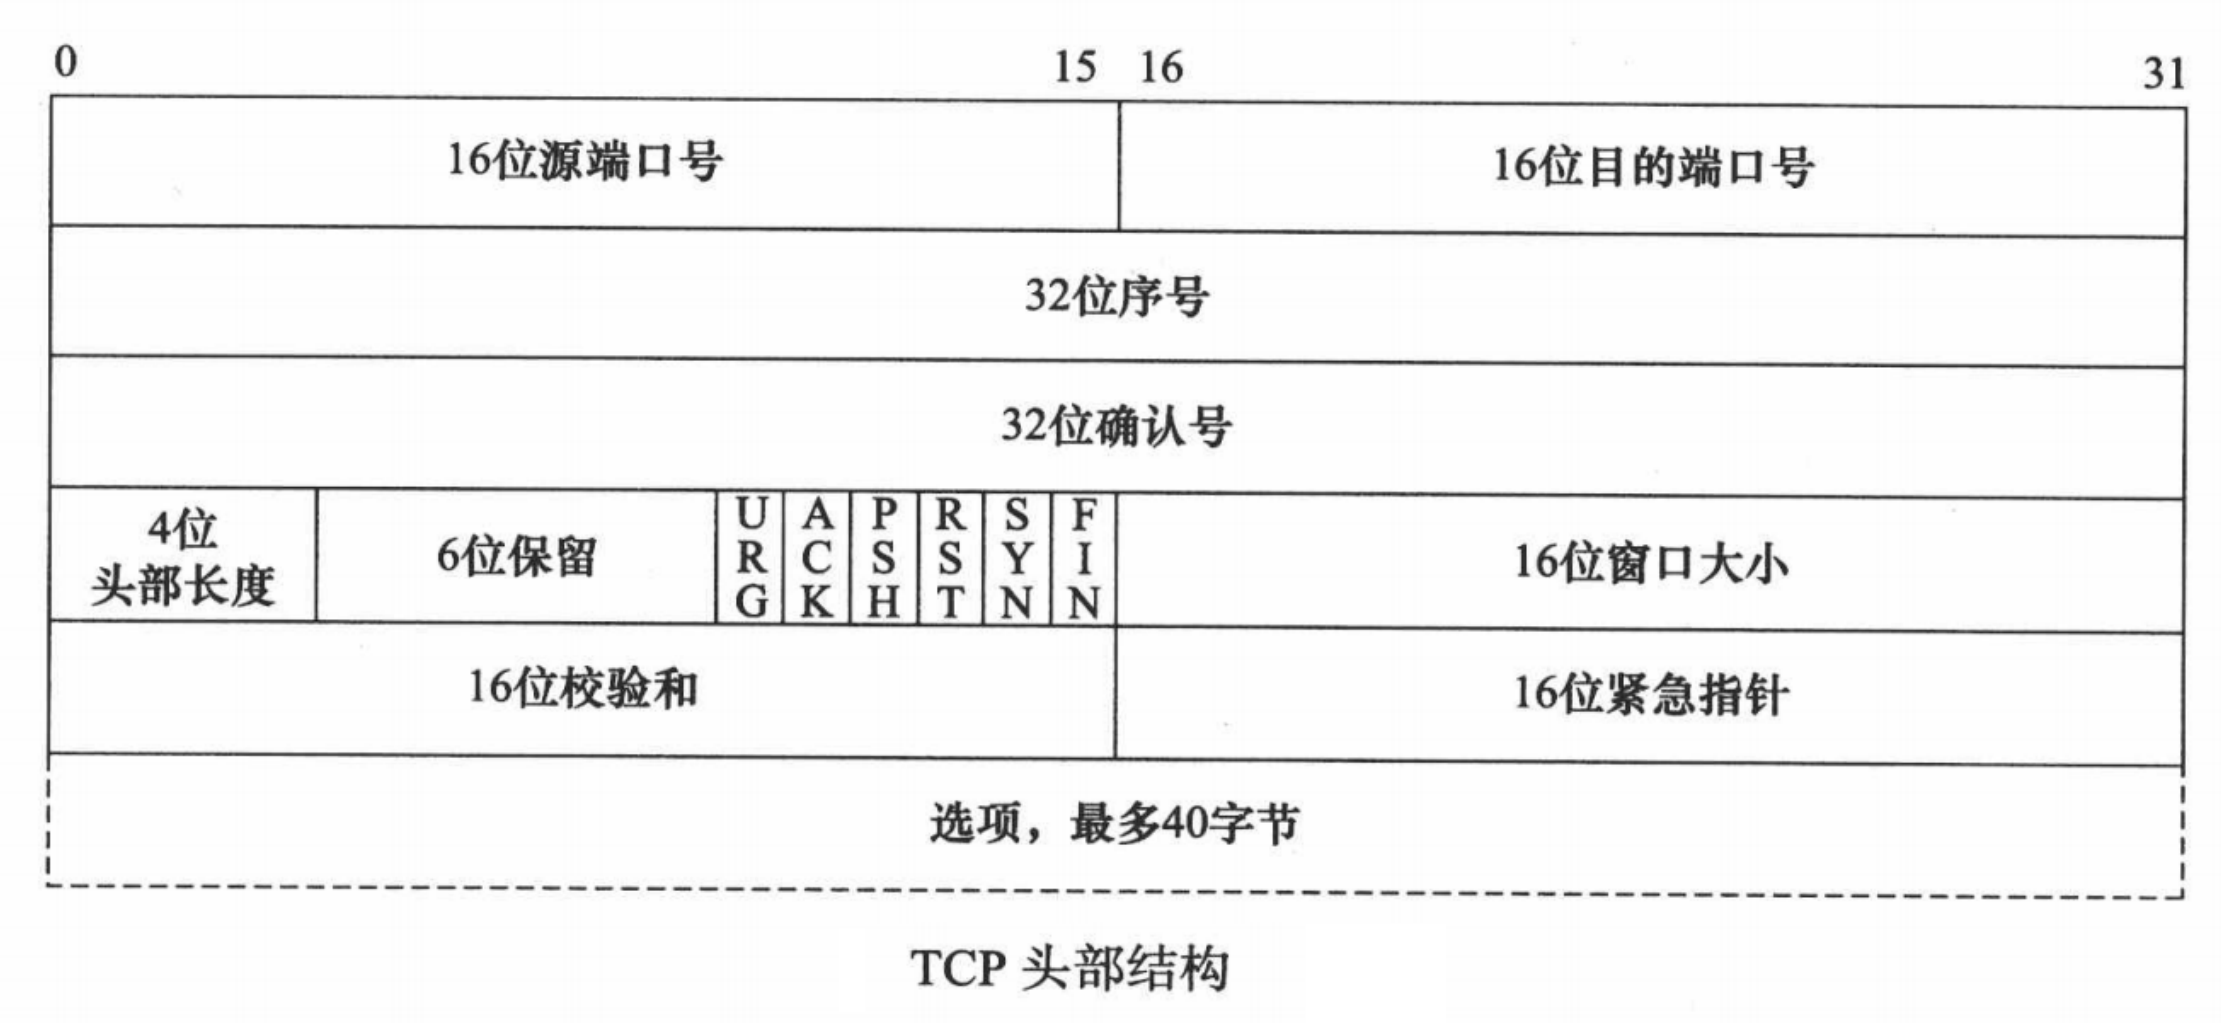 0 15 16 31
16位源端口号 16位目的端口号
32位序号
32位确认号
4位
头部长度
6位保留
URG
ACK
PSH
RST
SYN
FIN
16位窗口大小
16位校验和 16位紧急指针
选项，最多40字节
TCP 头部结构